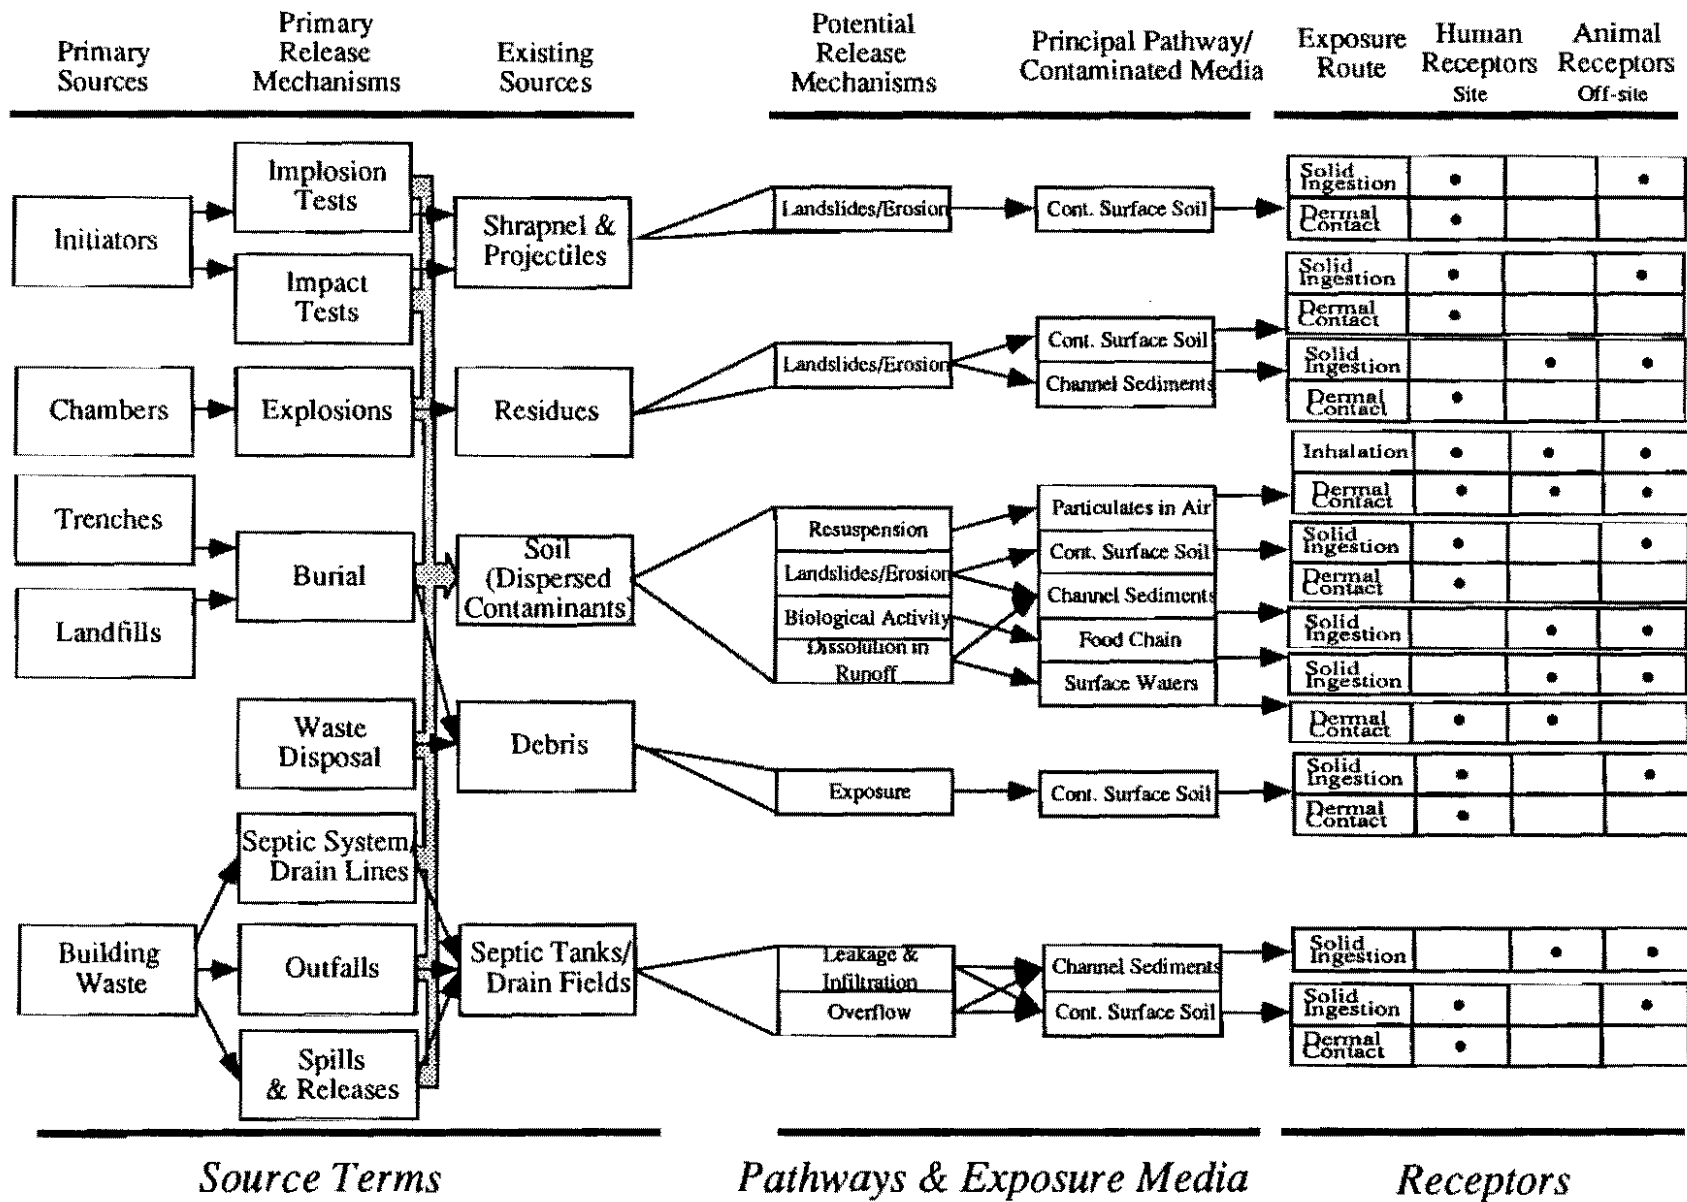 Primary
Sources
Primary
Release
Mechanisms
Existing
Sources
Potential
Release
Mechanisms
Principal Pathway/
Contaminated Media
Exposure
Route
Human
Receptors
Site
Animal
Receptors
Off-site
Initiators
Chambers
Trenches
Landfills
Building
Waste
Implosion
Tests
Impact
Tests
Explosions
Burial
Waste
Disposal
Septic System/
Drain Lines
Outfalls
Spills
& Releases
Shrapnel &
Projectiles
Residues
Soil
(Dispersed
Contaminants)
Debris
Septic Tanks/
Drain Fields
Landslides/Erosion
Landslides/Erosion
Resuspension
Landslides/Erosion
Biological Activity
Dissolution in
Runoff
Exposure
Leakage &
Infiltration
Overflow
Cont. Surface Soil
Cont. Surface Soil
Channel Sediments
Particulates in Air
Cont. Surface Soil
Channel Sediments
Food Chain
Surface Waters
Cont. Surface Soil
Channel Sediments
Cont. Surface Soil
Solid
Ingestion
Dermal
Contact
Solid
Ingestion
Dermal
Contact
Solid
Ingestion
Dermal
Contact
Inhalation
Dermal
Contact
Solid
Ingestion
Dermal
Contact
Solid
Ingestion
Solid
Ingestion
Dermal
Contact
Solid
Ingestion
Dermal
Contact
Solid
Ingestion
Solid
Ingestion
Dermal
Contact
Source Terms
Pathways & Exposure Media
Receptors